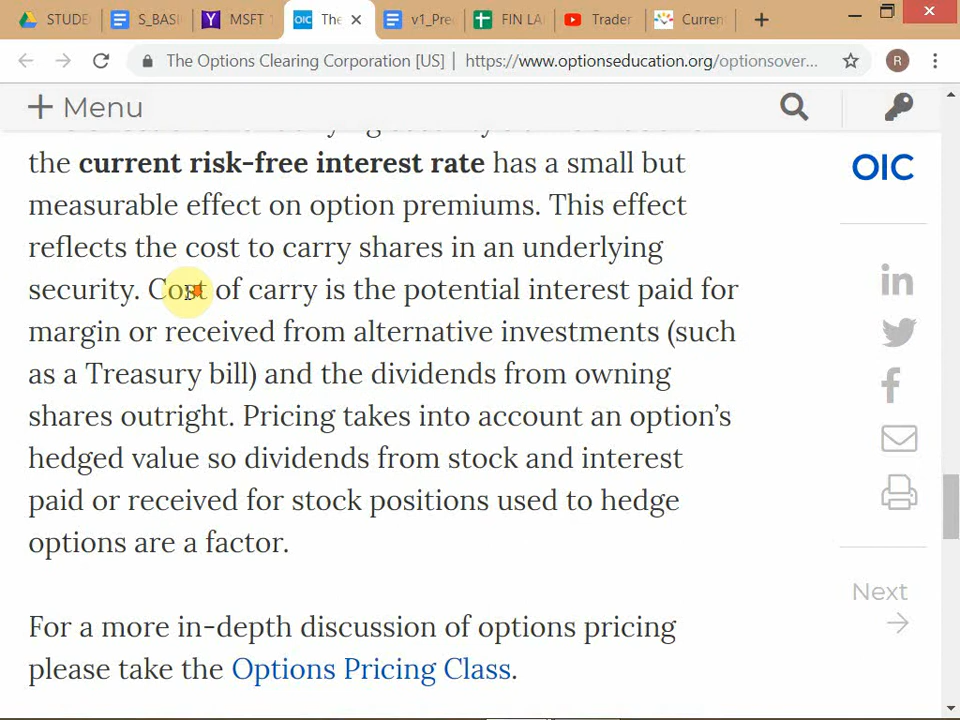 STUDE
S_BASI
MSFT
The
v1_Pre
FIN LA
Trader
Curren
The Options Clearing Corporation [US] | https://www.optionseducation.org/optionsover...
R
Menu
the current risk-free interest rate has a small but
measurable effect on option premiums. This effect
reflects the cost to carry shares in an underlying
security. Cost of carry is the potential interest paid for
margin or received from alternative investments (such
as a Treasury bill) and the dividends from owning
shares outright. Pricing takes into account an option’s
hedged value so dividends from stock and interest
paid or received for stock positions used to hedge
options are a factor.
For a more in-depth discussion of options pricing
please take the Options Pricing Class.
OIC
Next